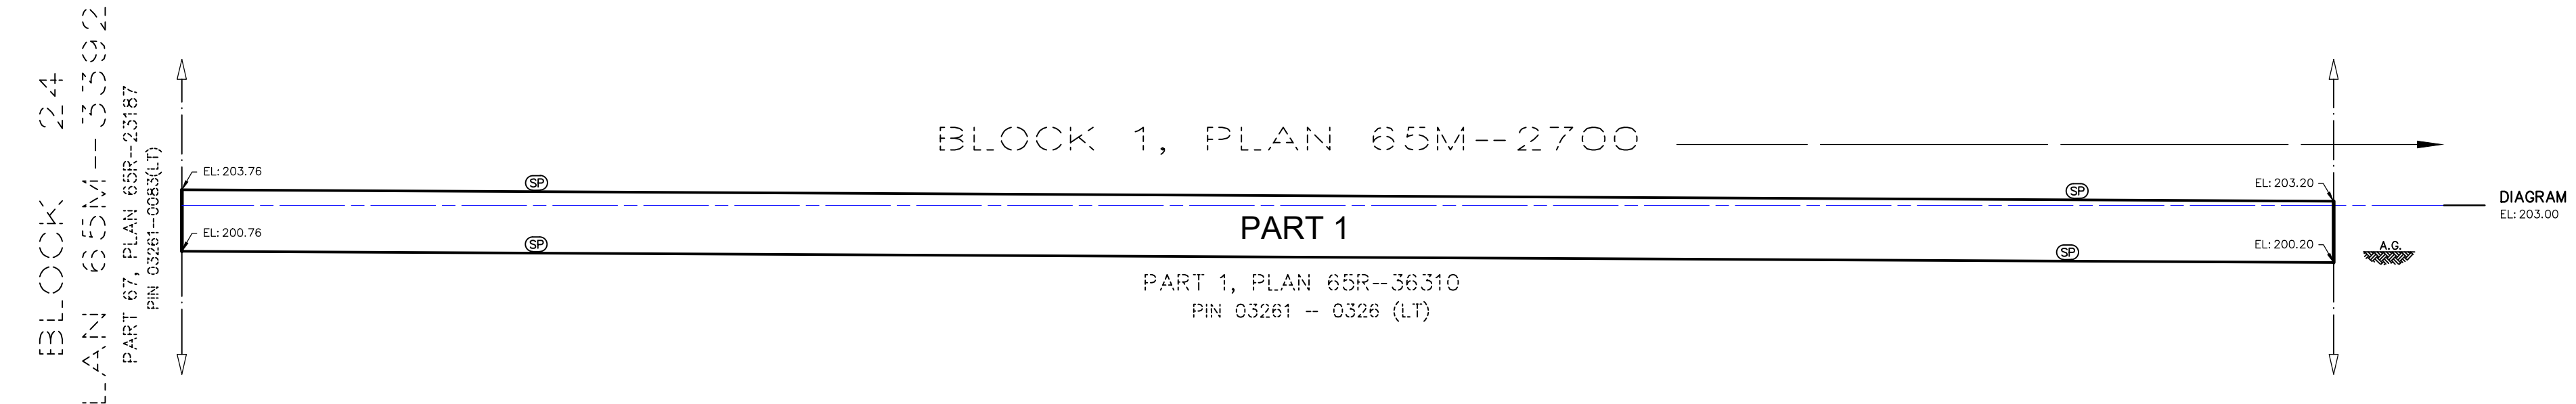 BLOCK 24
LAN 65M--3392
PART 67, PLAN 65R--23187
PIN 03261--0083(LT)
BLOCK 1, PLAN 65M--2700
EL: 203.76
SP
SP
EL: 203.20
DIAGRAM
EL: 203.00
PART 1
EL: 200.76
SP
SP
EL: 200.20
A.G.
PART 1, PLAN 65R--36310
PIN 03261 -- 0326 (LT)